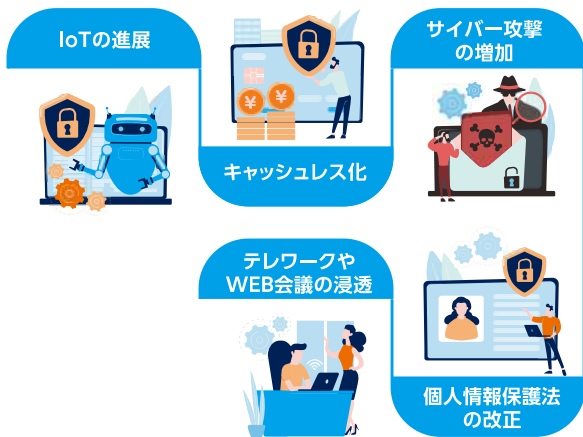 IoTの進展
¥
¥
キャッシュレス化
サイバー攻撃
の増加
テレワークや
WEB会議の浸透
個人情報保護法
の改正